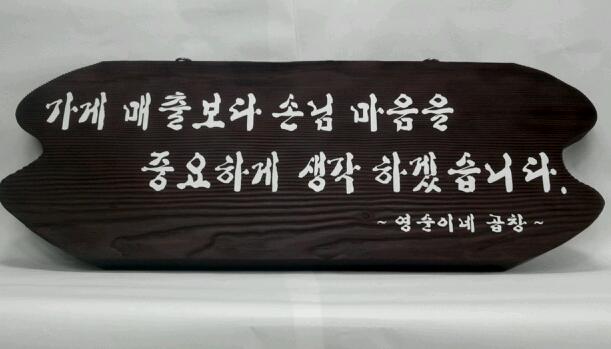 가게 매출보다 손님 마음을
중요하게 생각 하겠습니다.
~ 영순이네 곱창 ~